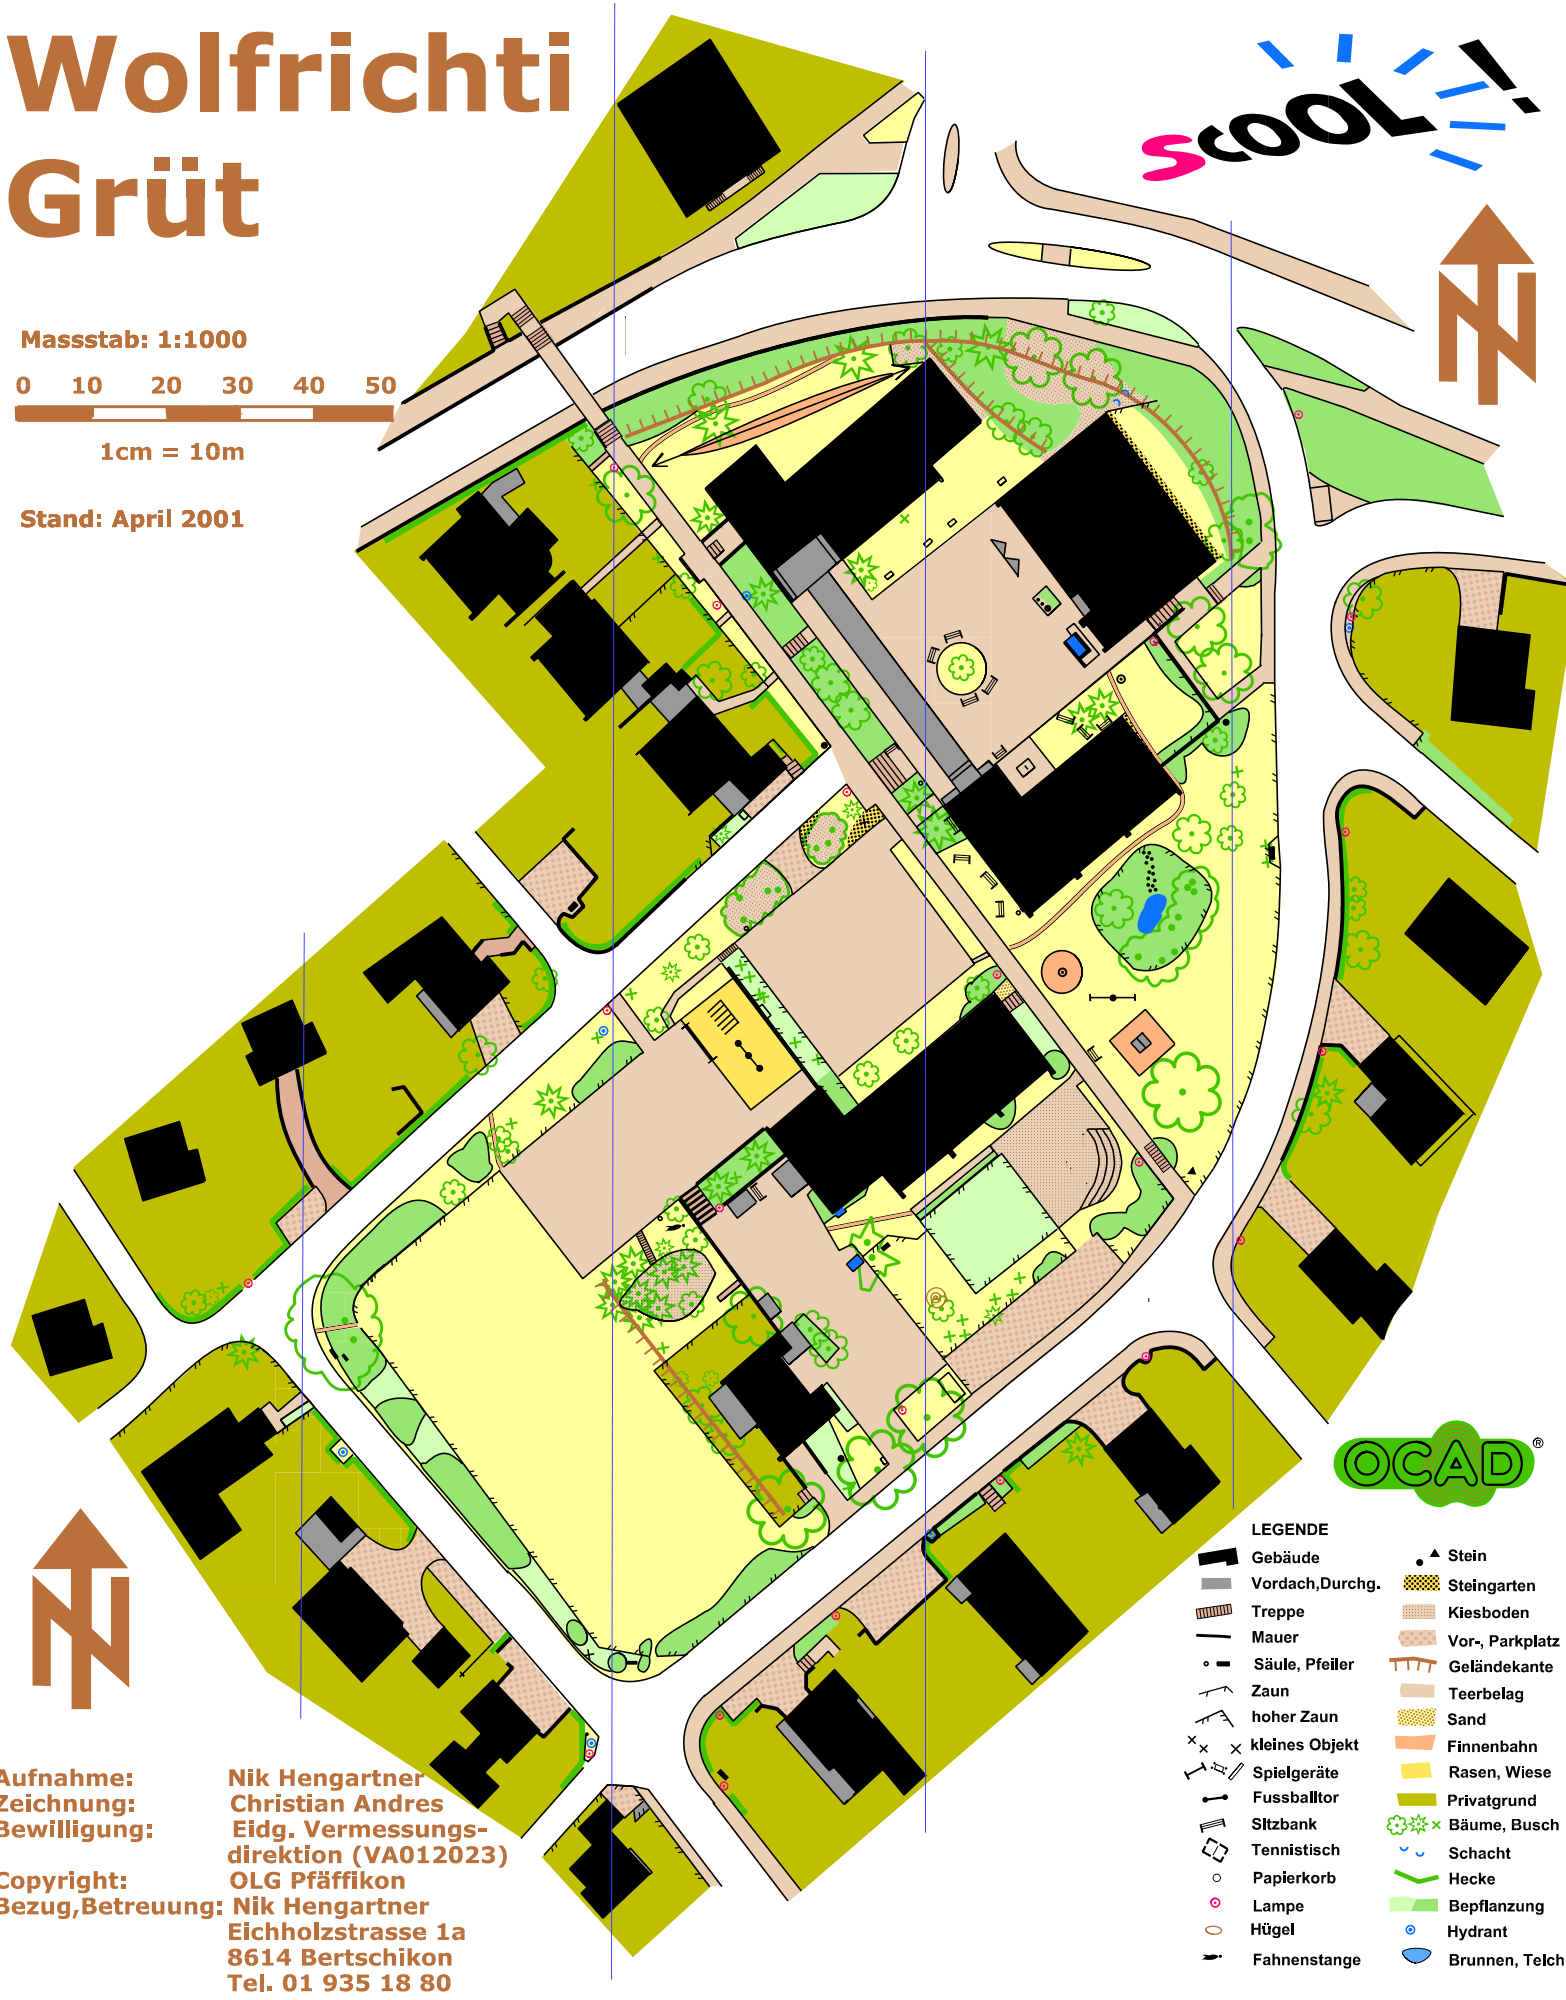 Wolfrichti
Grüt
sCOOL!
N
Massstab: 1:1000
0 10 20 30 40 50
1cm = 10m
Stand: April 2001
OCAD®
N
LEGENDE
Gebäude
Vordach,Durchg.
Treppe
Mauer
Säule, Pfeiler
Zaun
hoher Zaun
kleines Objekt
Spielgeräte
Fussballtor
SItzbank
Tennistisch
Papierkorb
Lampe
Hügel
Fahnenstange
Stein
Steingarten
Kiesboden
Vor-, Parkplatz
Geländekante
Teerbelag
Sand
Finnenbahn
Rasen, Wiese
Privatgrund
Bäume, Busch
Schacht
Hecke
Bepflanzung
Hydrant
Brunnen, Telch
Aufnahme: Nik Hengartner
Zeichnung: Christian Andres
Bewilligung: Eidg. Vermessungs-
direktion (VA012023)
Copyright: OLG Pfäffikon
Bezug,Betreuung: Nik Hengartner
Eichholzstrasse 1a
8614 Bertschikon
Tel. 01 935 18 80